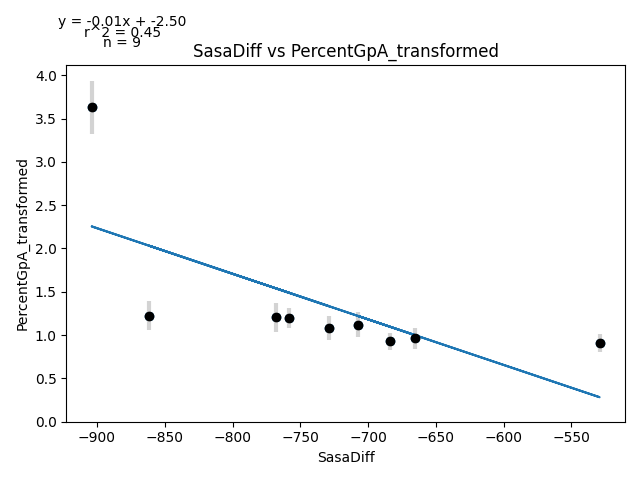 y = -0.01x + -2.50
r^2 = 0.45
n = 9
SasaDiff vs PercentGpA_transformed
4.0
3.5
3.0
2.5
2.0
1.5
1.0
0.5
0.0
PercentGpA_transformed
−900 −850 −800 −750 −700 −650 −600 −550
SasaDiff